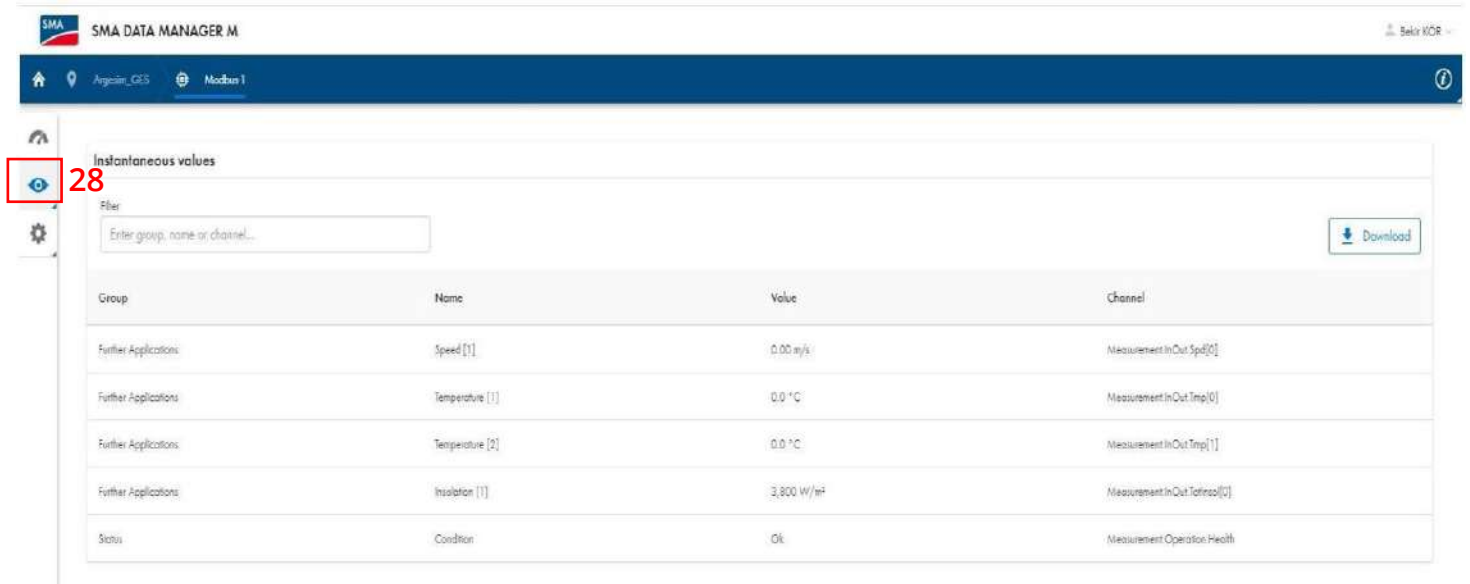 SMA
SMA DATA MANAGER M
Bekir KÖR
Argesim_GES
Modbus 1
i
Instantaneous values
28
Filter
Enter group, name or channel...
Download
Group Name Value Channel
Further Applications Speed [1] 0.00 m/s Measurement.InOut.Spd[0]
Further Applications Temperature [1] 0.0 °C Measurement.InOut.Tmp[0]
Further Applications Temperature [2] 0.0 °C Measurement.InOut.Tmp[1]
Further Applications Insolation [1] 3,800 W/m² Measurement.InOut.TotInsol[0]
Status Condition Ok Measurement.Operation.Health